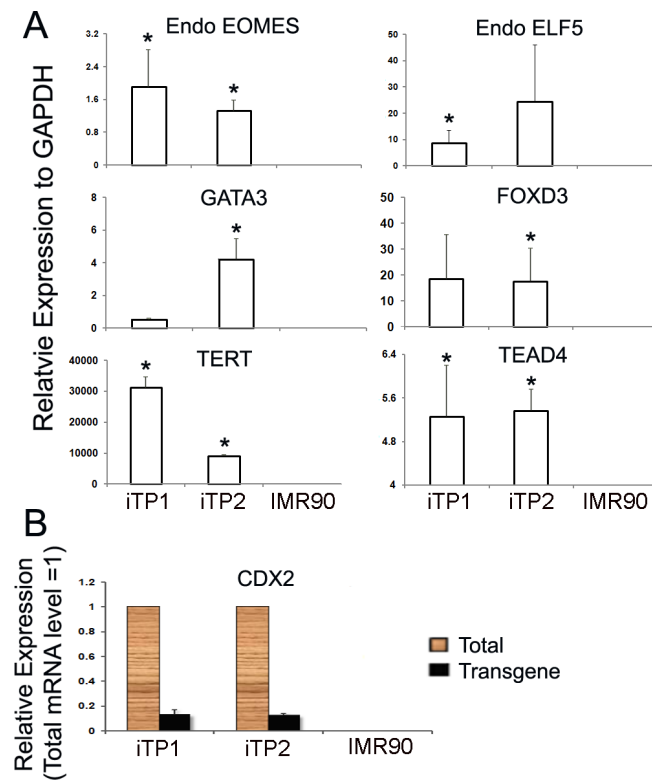 A
Relatvie Expression to GAPDH
Endo EOMES
3.2
2.4
1.6
0.8
0
* *
Endo ELF5
50
40
30
20
10
0
*
GATA3
8
6
4
2
0
*
FOXD3
50
40
30
20
10
0
*
TERT
40000
30000
20000
10000
0
* *
iTP1 iTP2 IMR90
TEAD4
6.4
5.6
4.8
4
* *
iTP1 iTP2 IMR90
B
Relative Expression
(Total mRNA level =1)
CDX2
1.2
1
0.8
0.6
0.4
0.2
0
iTP1 iTP2 IMR90
Total
Transgene